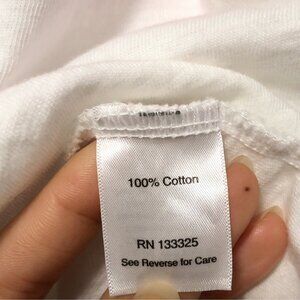 100% Cotton
RN 133325
See Reverse for Care